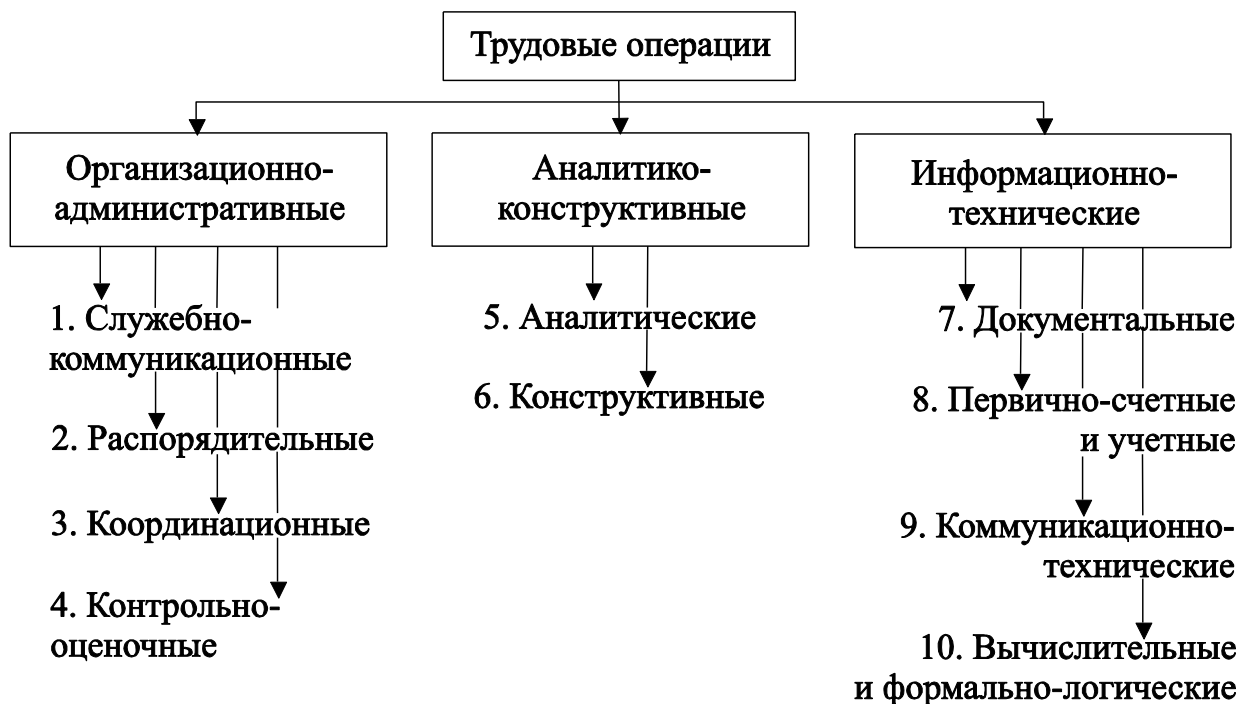 Трудовые операции
Организационно-
административные
1. Служебно-
коммуникационные
2. Распорядительные
3. Координационные
4. Контрольно-
оценочные
Аналитико-
конструктивные
5. Аналитические
6. Конструктивные
Информационно-
технические
7. Документальные
8. Первично-счетные
и учетные
9. Коммуникационно-
технические
10. Вычислительные
и формально-логические